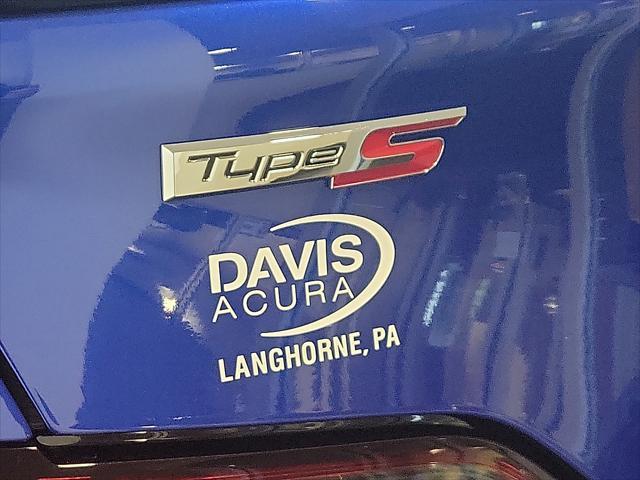 Type S
DAVIS
ACURA
LANGHORNE, PA